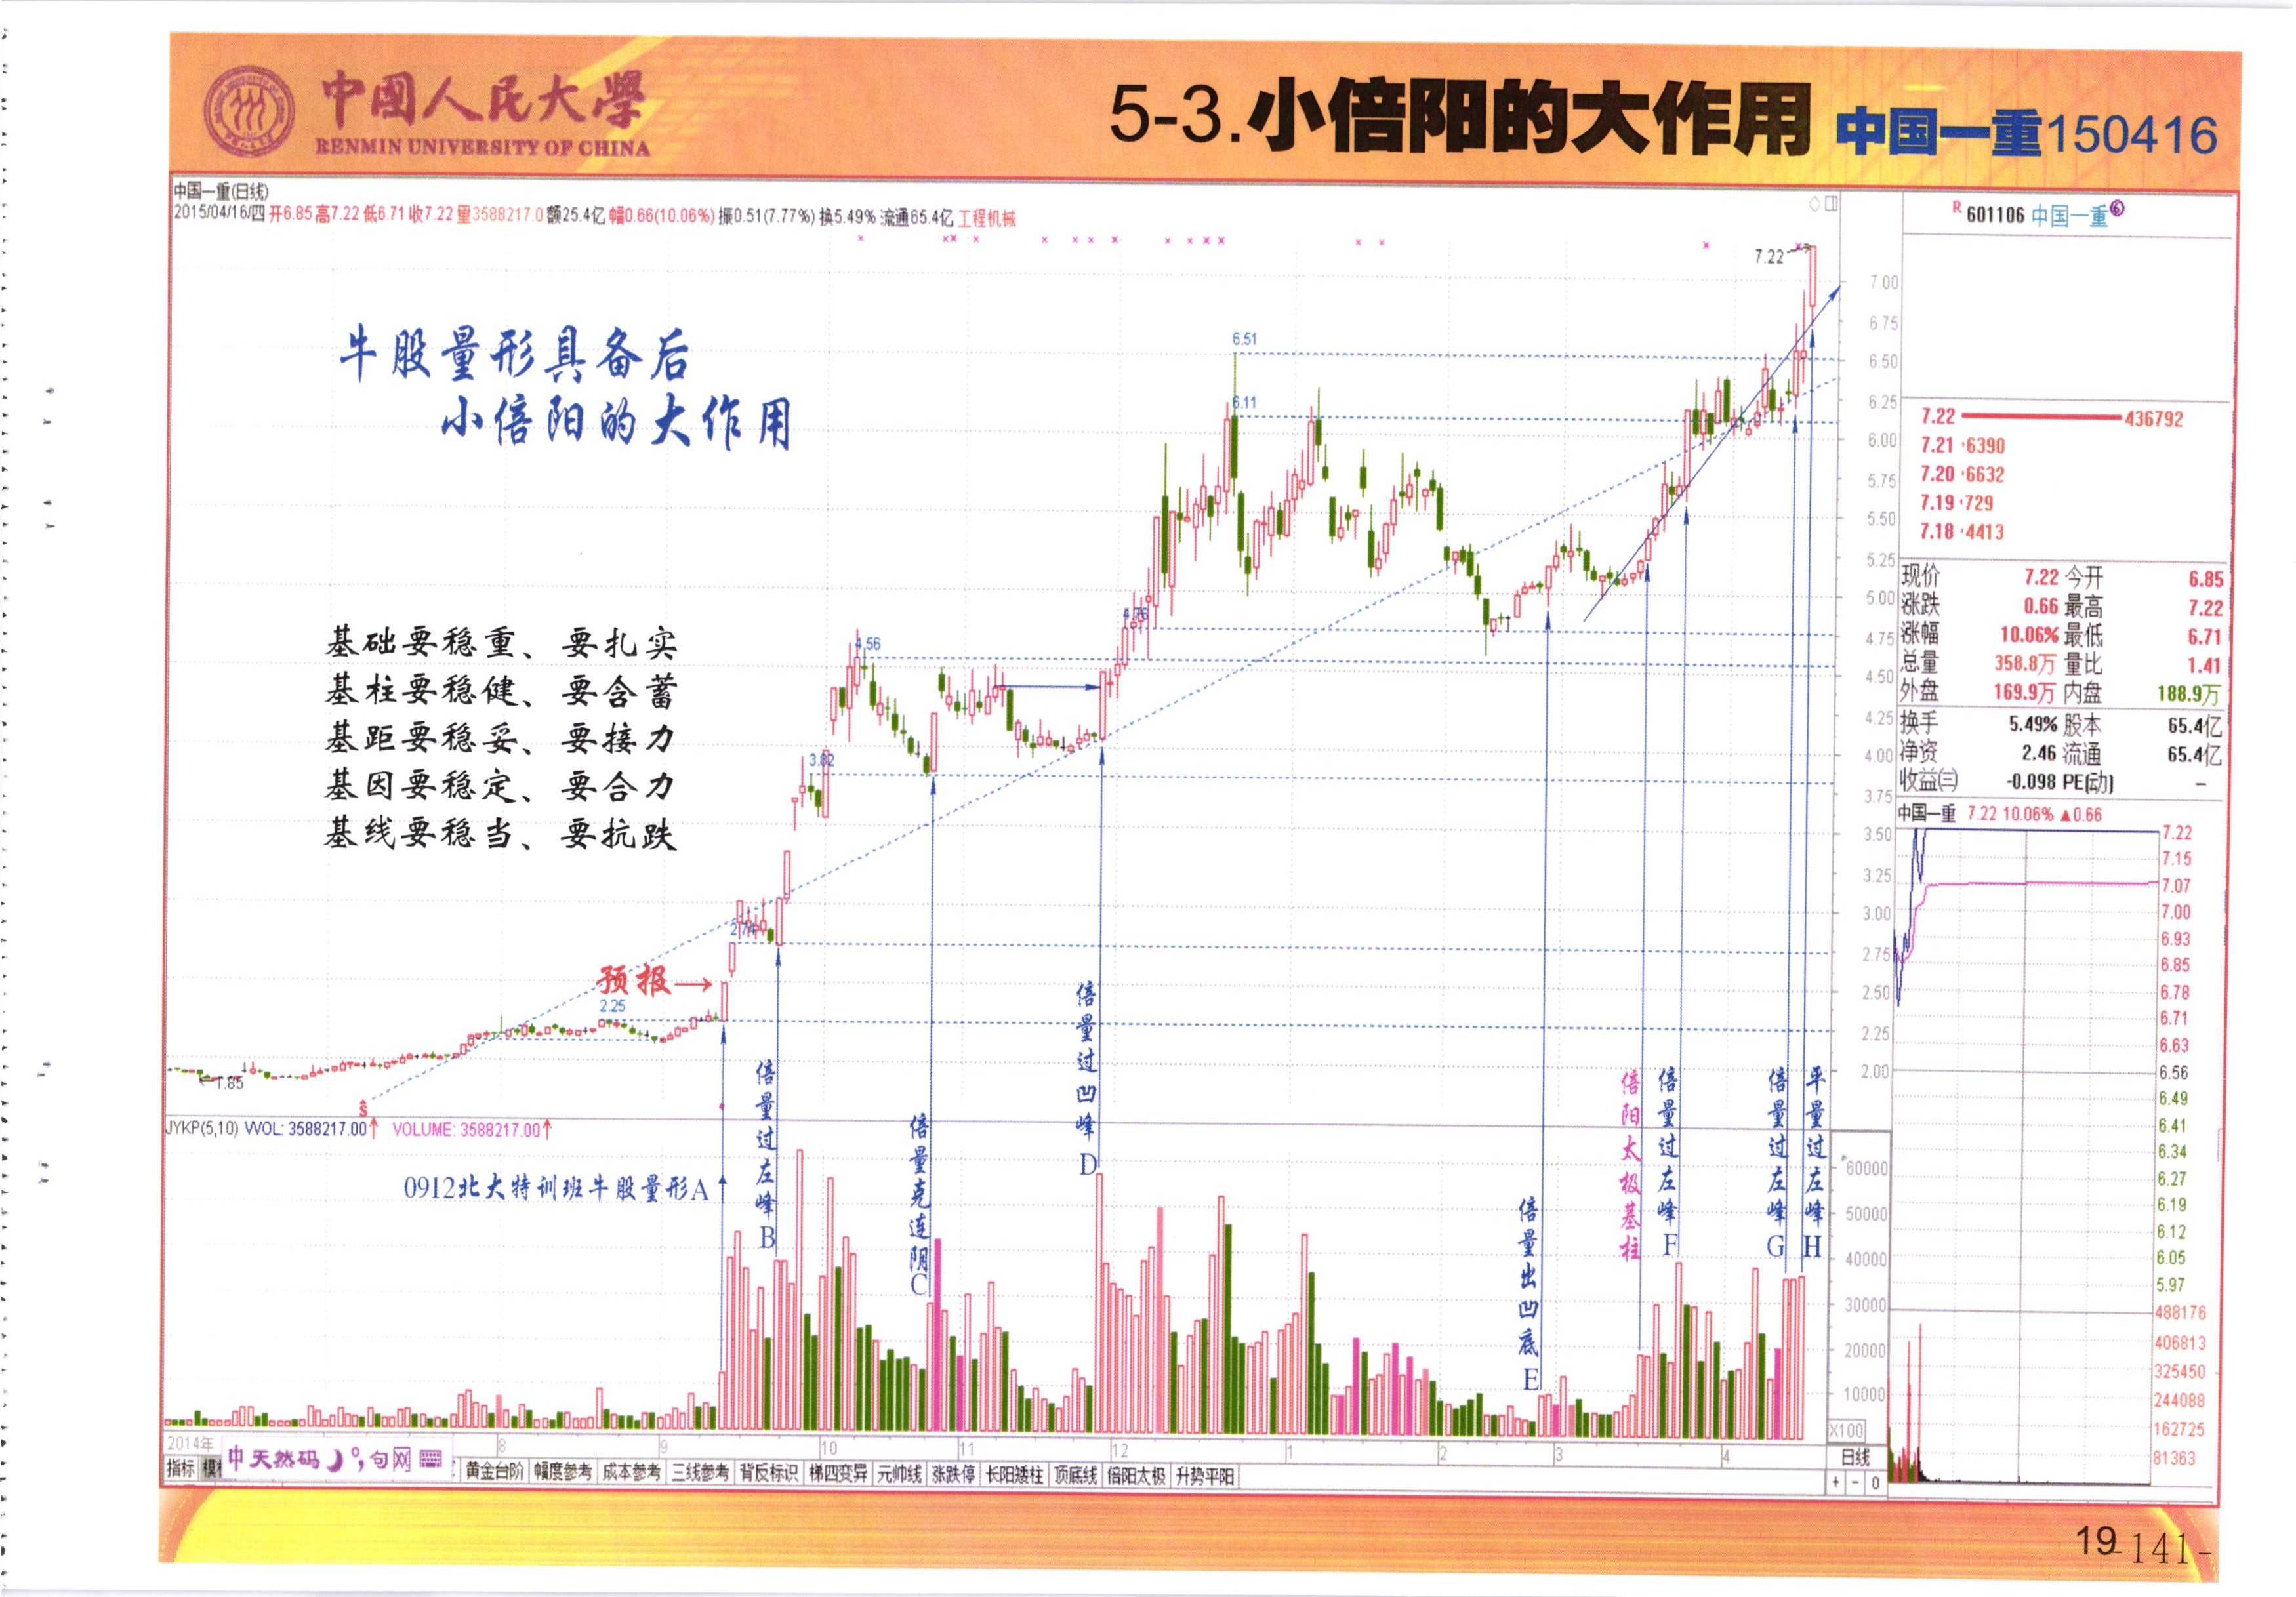 中國人民大學
RENMIN UNIVERSITY OF CHINA
5-3.小倍阳的大作用 中国一重150416
中国一重(日线)
2015/04/16/四 开6.85 高7.22 低6.71 收7.22 量3588217.0 额25.4亿 幅0.66(10.06%) 振0.51(7.77%) 换5.49% 流通65.4亿 工程机械
R 601106 中国一重
7.22
牛股量形具备后
小倍阳的大作用
基础要稳重、要扎实
基柱要稳健、要含蓄
基距要稳妥、要接力
基因要稳定、要合力
基线要稳当、要抗跌
6.51
6.11
4.76
4.56
3.82
2.74
预报→
2.25
1.85
Ŝ
7.00
6.75
6.50
6.25
6.00
5.75
5.50
5.25
5.00
4.75
4.50
4.25
4.00
3.75
3.50
3.25
3.00
2.75
2.50
2.25
2.00
JYKP(5,10) VVOL: 3588217.00↑ VOLUME: 3588217.00↑
0912北大特训班牛股量形A
倍量过左峰B
倍量克连阴C
倍量过凹峰D
倍量出凹底E
倍阳太极基柱
倍量过左峰F
倍量过左峰G
平量过左峰H
60000
50000
40000
30000
20000
10000
X100
2014年 8 9 10 11 12 1 2 3 4 日线
中天然码 句网
指标 黄金台阶 幅度参考 成本参考 三线参考 背反标识 梯四变异 元帅线 涨跌停 长阳矮柱 顶底线 倍阳太极 升势平阳 + - 0
7.22 436792
7.21 6390
7.20 6632
7.19 729
7.18 4413
现价 7.22 今开 6.85
涨跌 0.66 最高 7.22
涨幅 10.06% 最低 6.71
总量 358.8万 量比 1.41
外盘 169.9万 内盘 188.9万
换手 5.49% 股本 65.4亿
净资 2.46 流通 65.4亿
收益㈢ -0.098 PE(动) –
中国一重 7.22 10.06% ▲0.66
7.22
7.15
7.07
7.00
6.93
6.85
6.78
6.71
6.63
6.56
6.49
6.41
6.34
6.27
6.19
6.12
6.05
5.97
488176
406813
325450
244088
162725
81363
19
-141-